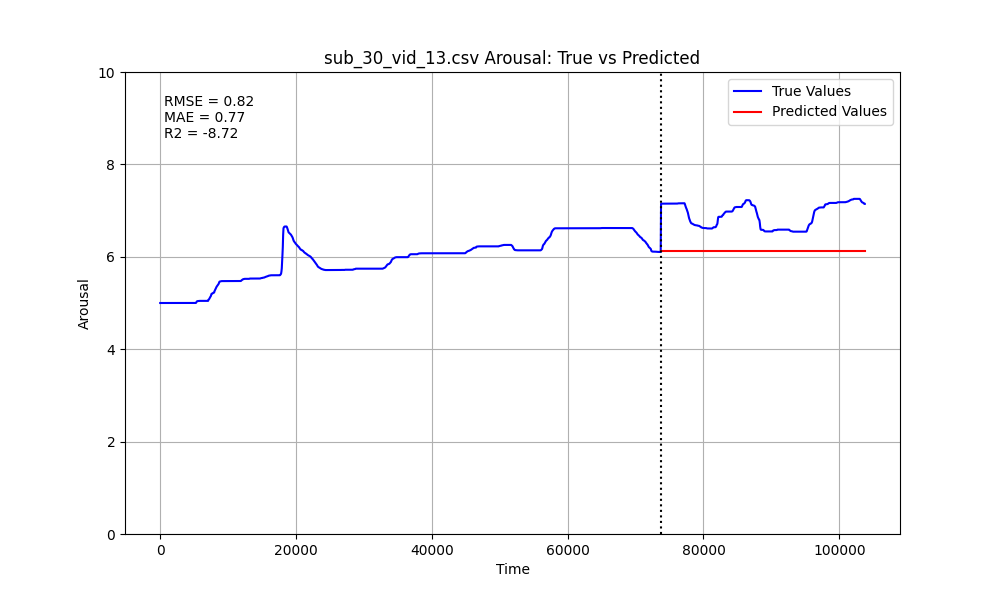 sub_30_vid_13.csv Arousal: True vs Predicted
RMSE = 0.82
MAE = 0.77
R2 = -8.72
True Values
Predicted Values
10
8
6
4
2
0
Arousal
0 20000 40000 60000 80000 100000
Time